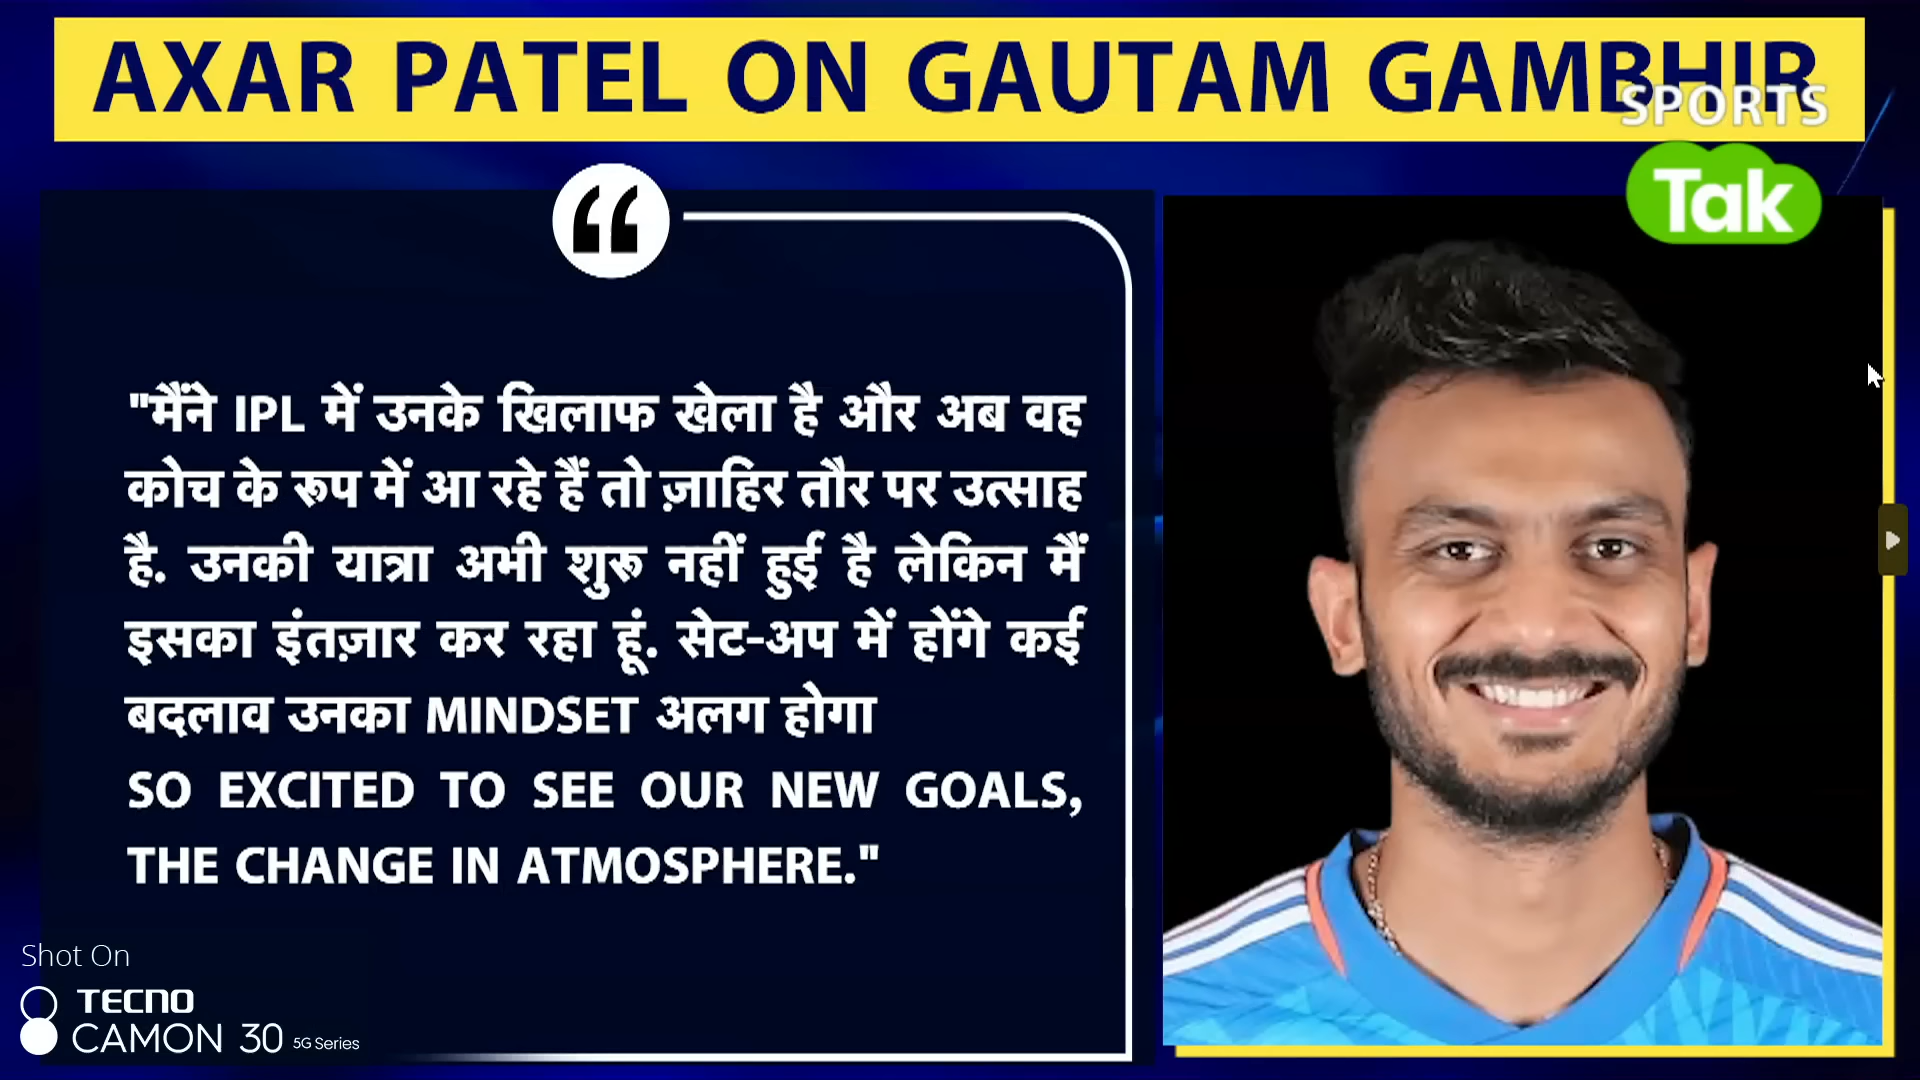 AXAR PATEL ON GAUTAM GAMBHIR
SPORTS
Tak
"मैंने IPL में उनके खिलाफ खेला है और अब वह
कोच के रूप में आ रहे हैं तो ज़ाहिर तौर पर उत्साह
है. उनकी यात्रा अभी शुरू नहीं हुई है लेकिन मैं
इसका इंतज़ार कर रहा हूं. सेट-अप में होंगे कई
बदलाव उनका MINDSET अलग होगा
SO EXCITED TO SEE OUR NEW GOALS,
THE CHANGE IN ATMOSPHERE."
Shot On
TECNO
CAMON 30 5G Series